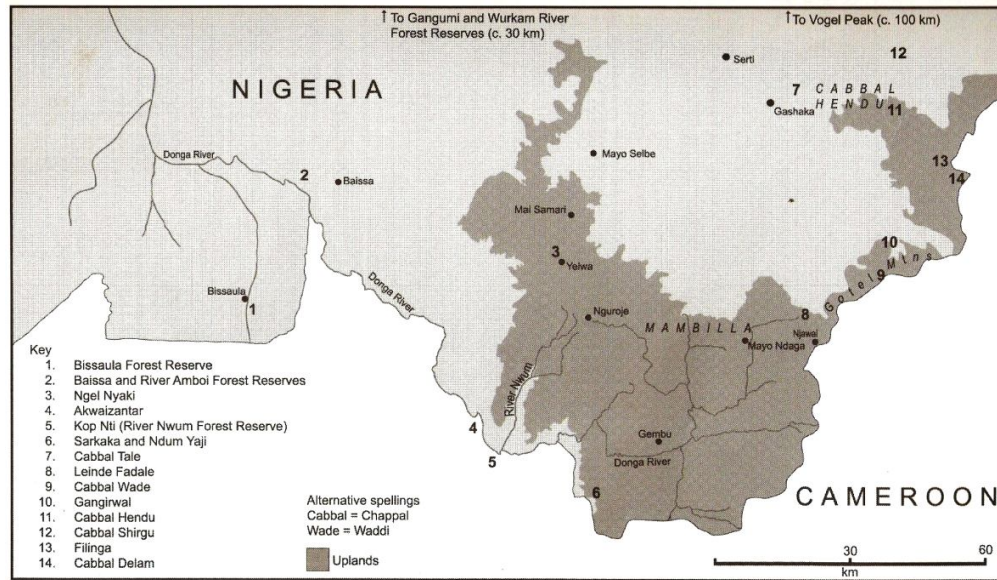 ↑ To Gangumi and Wurkam River
Forest Reserves (c. 30 km)
↑ To Vogel Peak (c. 100 km)
12
Serti
NIGERIA
7 CABBAL
HENDU
11
Gashaka
Donga River
Mayo Selbe
13
2
Baissa
14
Mai Samari
10
3
Yelwa
Gotel Mtns
9
Donga River
Bissaula
1
Nguroje
MAMBILLA
8
Njawai
Mayo Ndaga
River Nwum
4
5
Gembu
Donga River
6
CAMEROON
Key
1. Bissaula Forest Reserve
2. Baissa and River Amboi Forest Reserves
3. Ngel Nyaki
4. Akwaizantar
5. Kop Nti (River Nwum Forest Reserve)
6. Sarkaka and Ndum Yaji
7. Cabbal Tale
8. Leinde Fadale
9. Cabbal Wade
10. Gangirwal
11. Cabbal Hendu
12. Cabbal Shirgu
13. Filinga
14. Cabbal Delam
Alternative spellings
Cabbal = Chappal
Wade = Waddi
Uplands
30 60
km